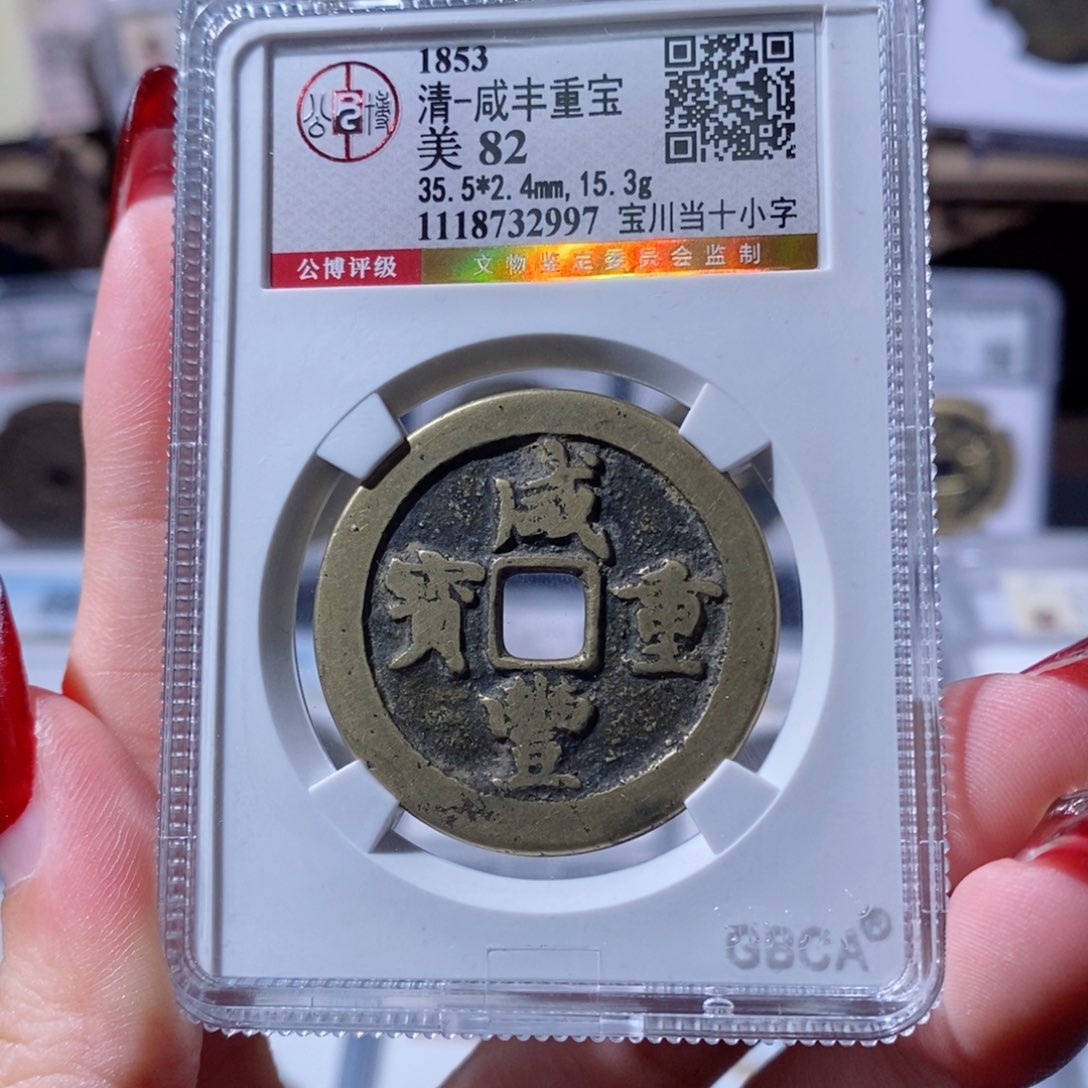 1853
清-咸丰重宝
美 82
35.5*2.4mm,15.3g
1118732997 宝川当十小字
公博
公博评级 文物鉴定委员会监制
咸
寶 重
豐
GBCA®